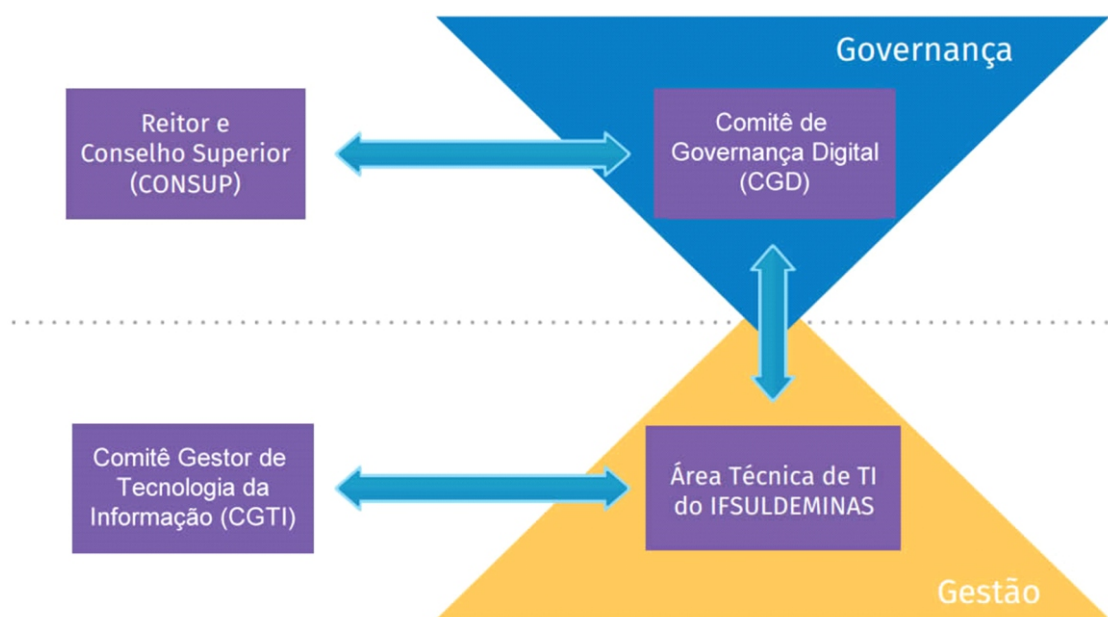 Governança
Reitor e
Conselho Superior
(CONSUP)
Comitê de
Governança Digital
(CGD)
Comitê Gestor de
Tecnologia da
Informação (CGTI)
Área Técnica de TI
do IFSULDEMINAS
Gestão